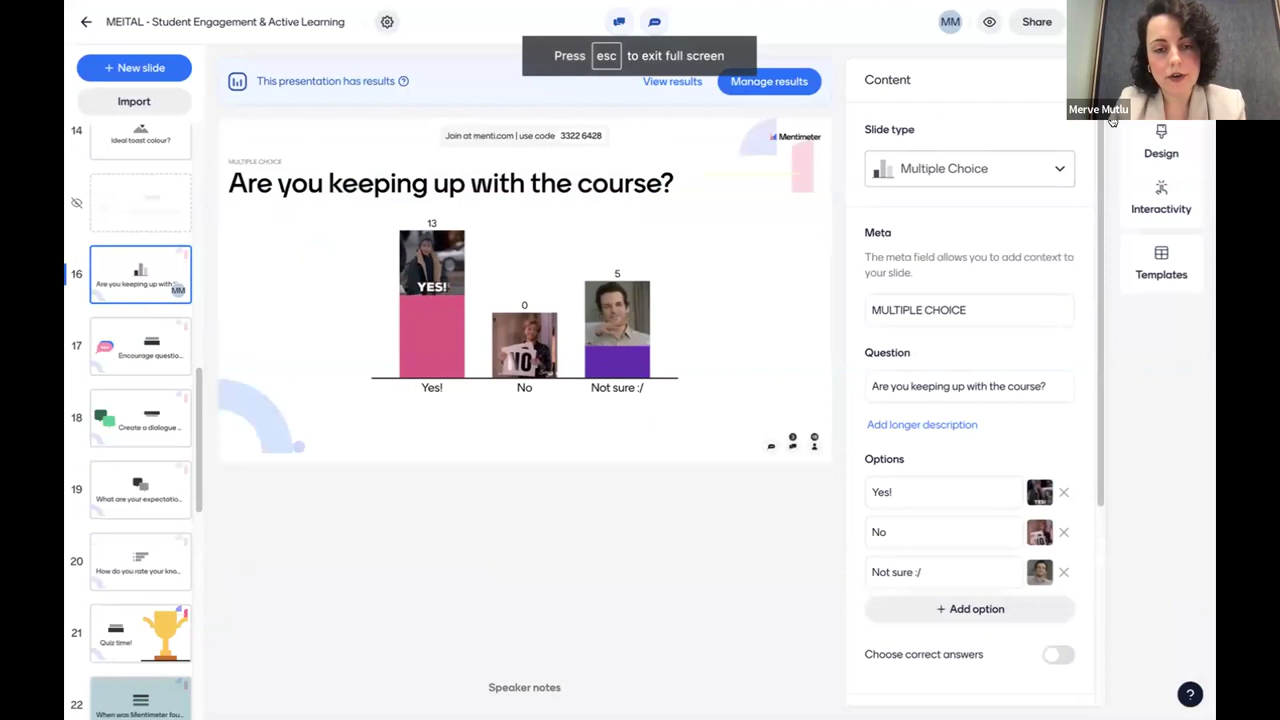 MEITAL - Student Engagement & Active Learning
MM
Share
Press esc to exit full screen
+ New slide
Import
This presentation has results
View results
Manage results
Content
Merve Mutlu
Join at menti.com | use code 3322 6428
Mentimeter
MULTIPLE CHOICE
Are you keeping up with the course?
13
YES!
0
NO
5
Yes!
No
Not sure :/
14
Ideal toast colour?
16
Are you keeping up with
MM
17
Encourage questio...
18
Create a dialogue ...
19
What are your expectatio...
20
How do you rate your kno...
21
Quiz time!
22
When was Mentimeter fou...
Speaker notes
Slide type
Multiple Choice
Meta
The meta field allows you to add context to
your slide.
MULTIPLE CHOICE
Question
Are you keeping up with the course?
Add longer description
Options
Yes!
YES!
No
Not sure :/
+ Add option
Choose correct answers
Design
Interactivity
Templates
?